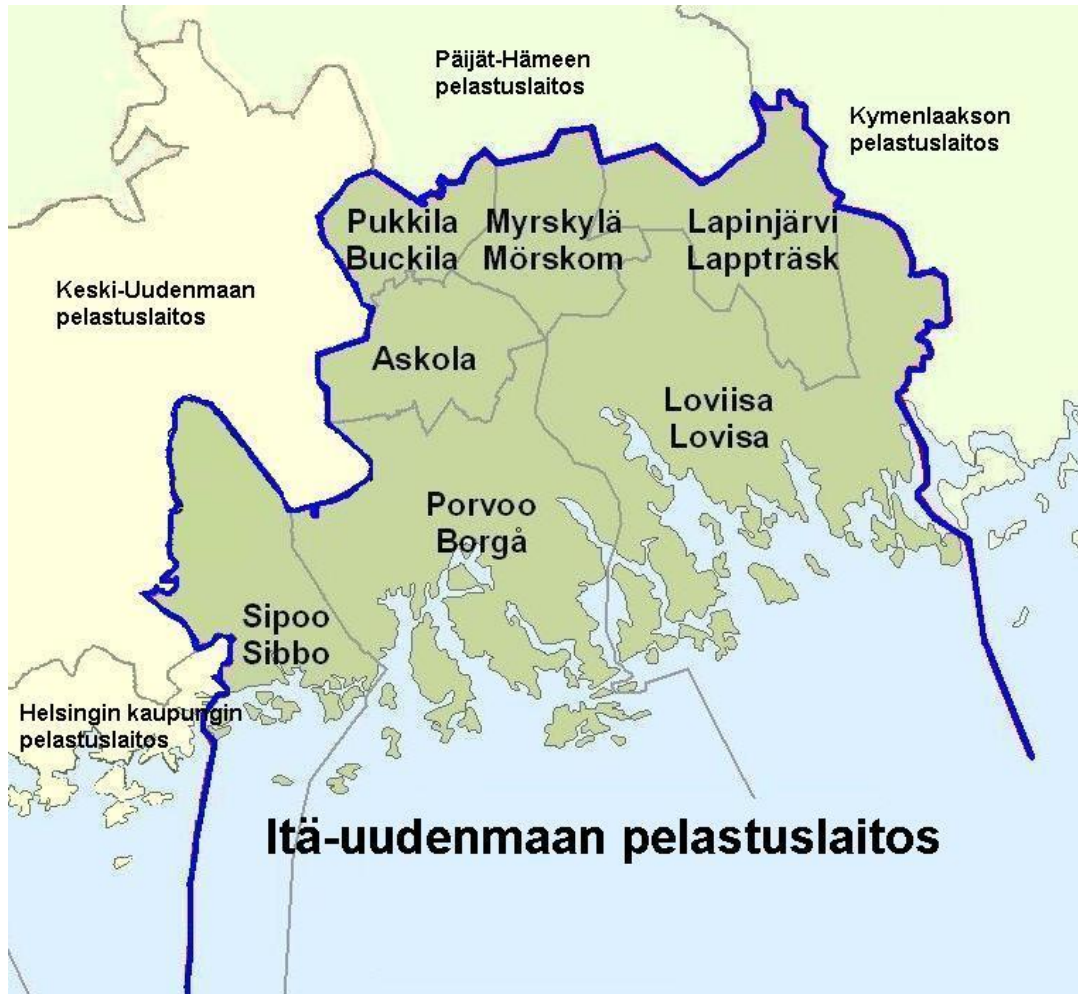 Päijät-Hämeen
pelastuslaitos
Kymenlaakson
pelastuslaitos
Pukkila
Buckila
Myrskylä
Mörskom
Lapinjärvi
Lappträsk
Keski-Uudenmaan
pelastuslaitos
Askola
Loviisa
Lovisa
Porvoo
Borgå
Sipoo
Sibbo
Helsingin kaupungin
pelastuslaitos
Itä-uudenmaan pelastuslaitos